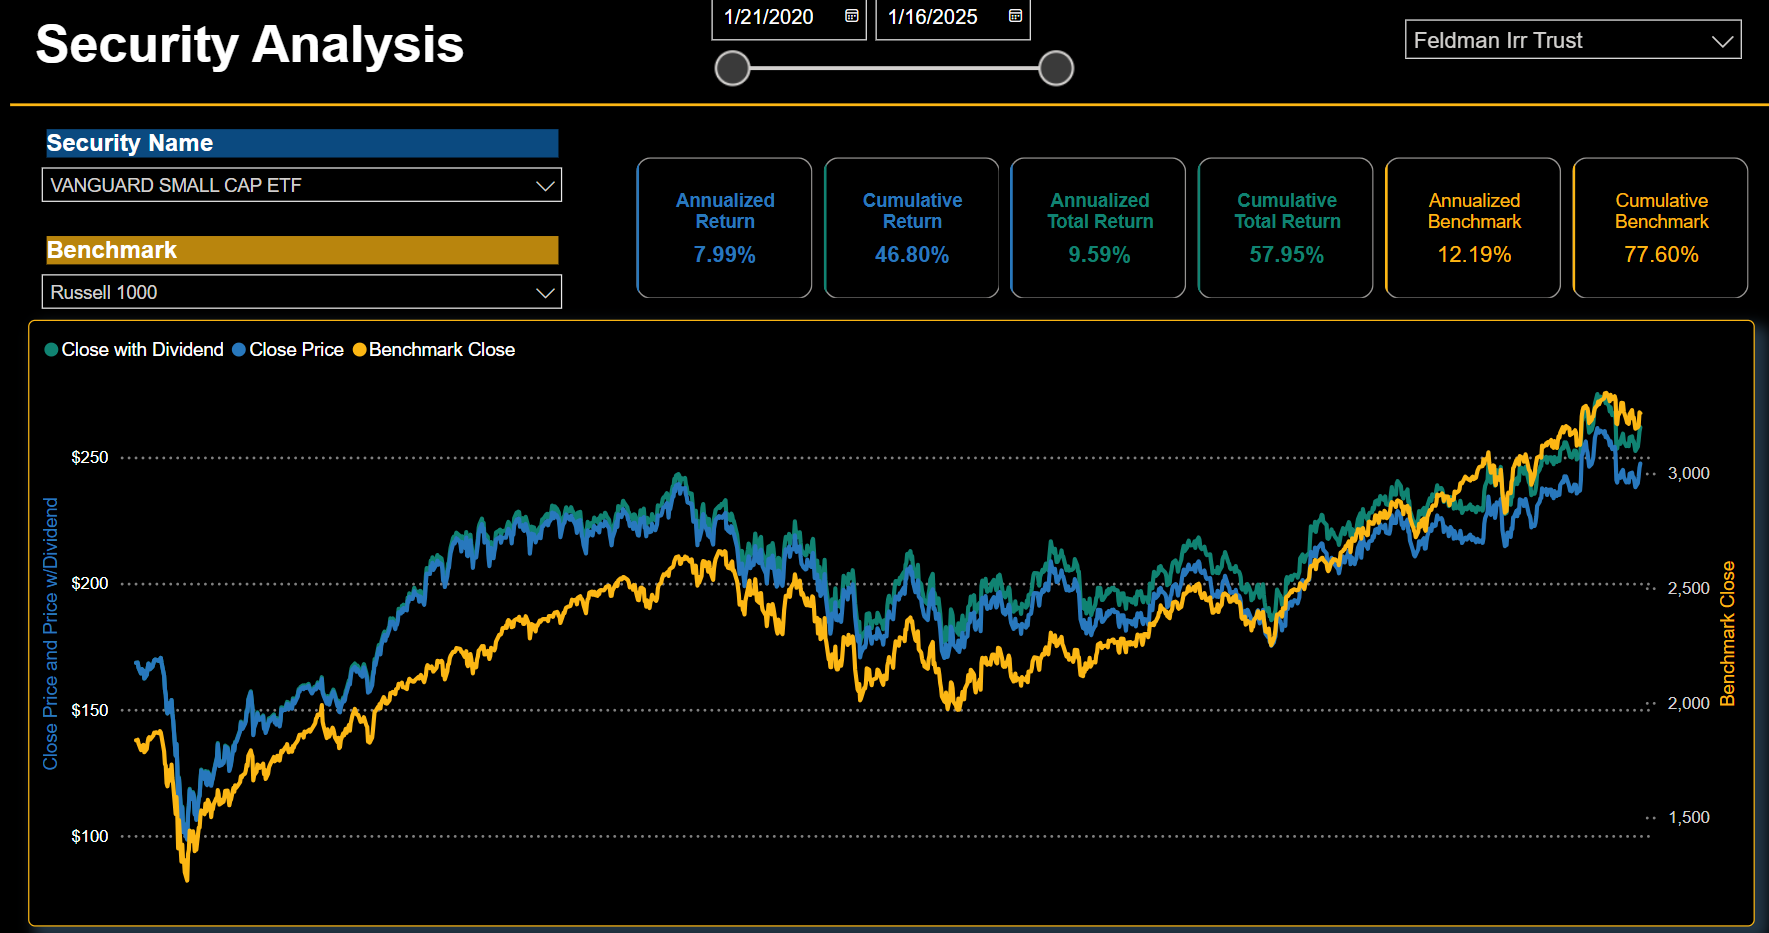 Security Analysis
1/21/2020
1/16/2025
Feldman Irr Trust
Security Name
VANGUARD SMALL CAP ETF
Benchmark
Russell 1000
Annualized
Return
7.99%
Cumulative
Return
46.80%
Annualized
Total Return
9.59%
Cumulative
Total Return
57.95%
Annualized
Benchmark
12.19%
Cumulative
Benchmark
77.60%
Close with Dividend
Close Price
Benchmark Close
Close Price and Price w/Dividend
$250
$200
$150
$100
3,000
2,500
2,000
1,500
Benchmark Close